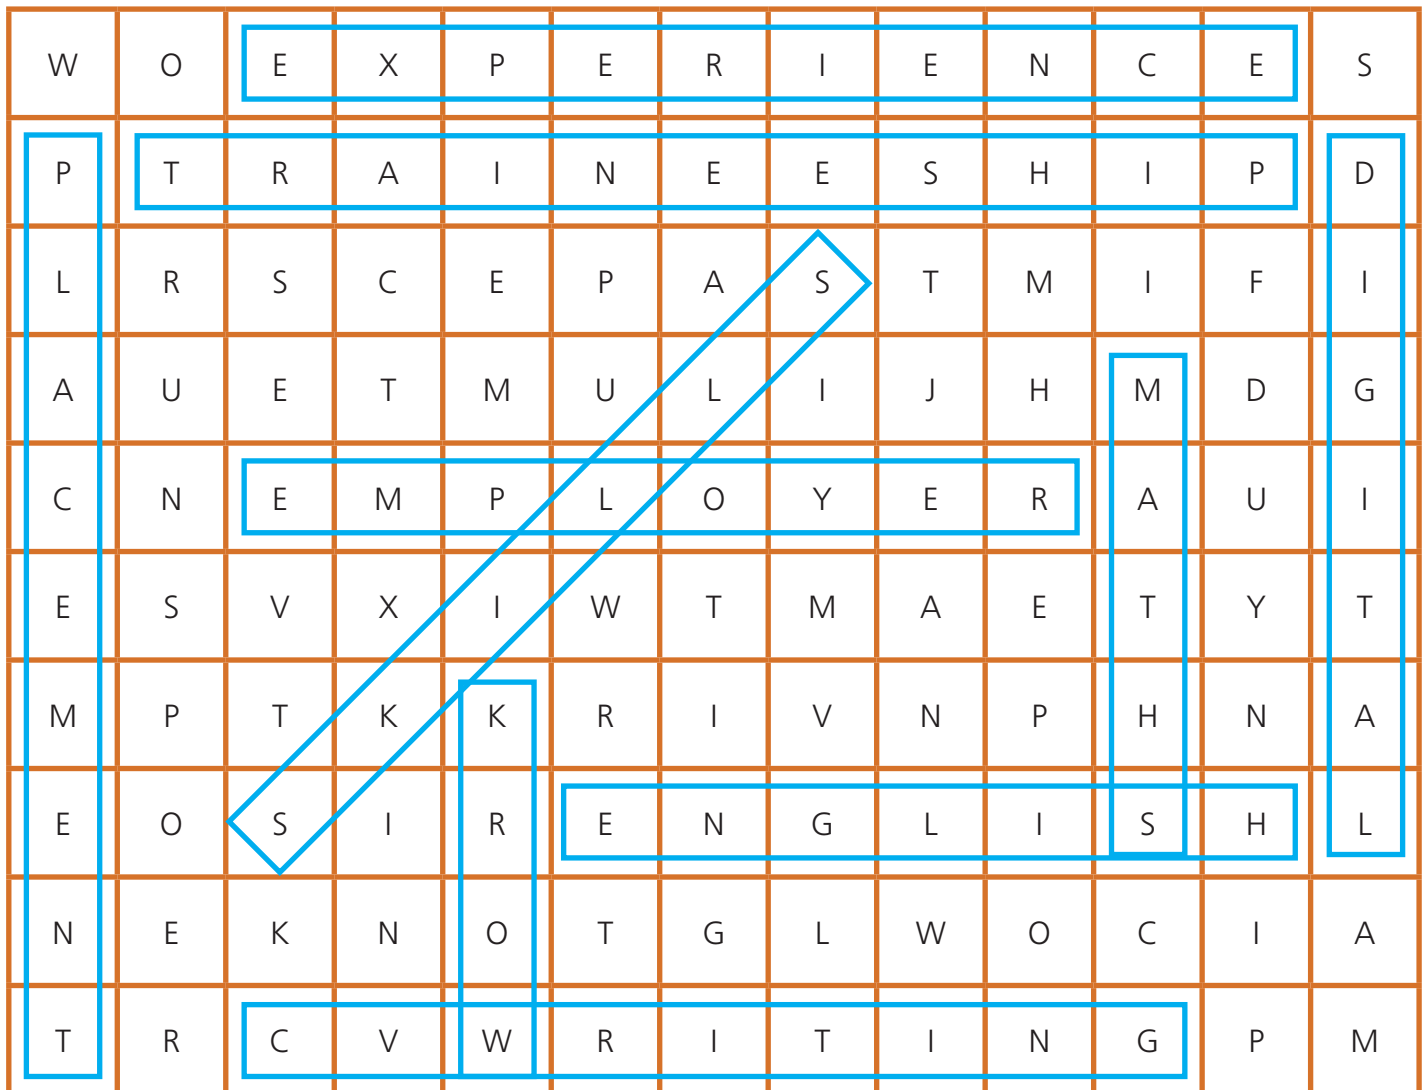 W O E X P E R I E N C E S
P T R A I N E E S H I P D
L R S C E P A S T M I F I
A U E T M U L I J H M D G
C N E M P L O Y E R A U I
E S V X I W T M A E T Y T
M P T K K R I V N P H N A
E O S I R E N G L I S H L
N E K N O T G L W O C I A
T R C V W R I T I N G P M